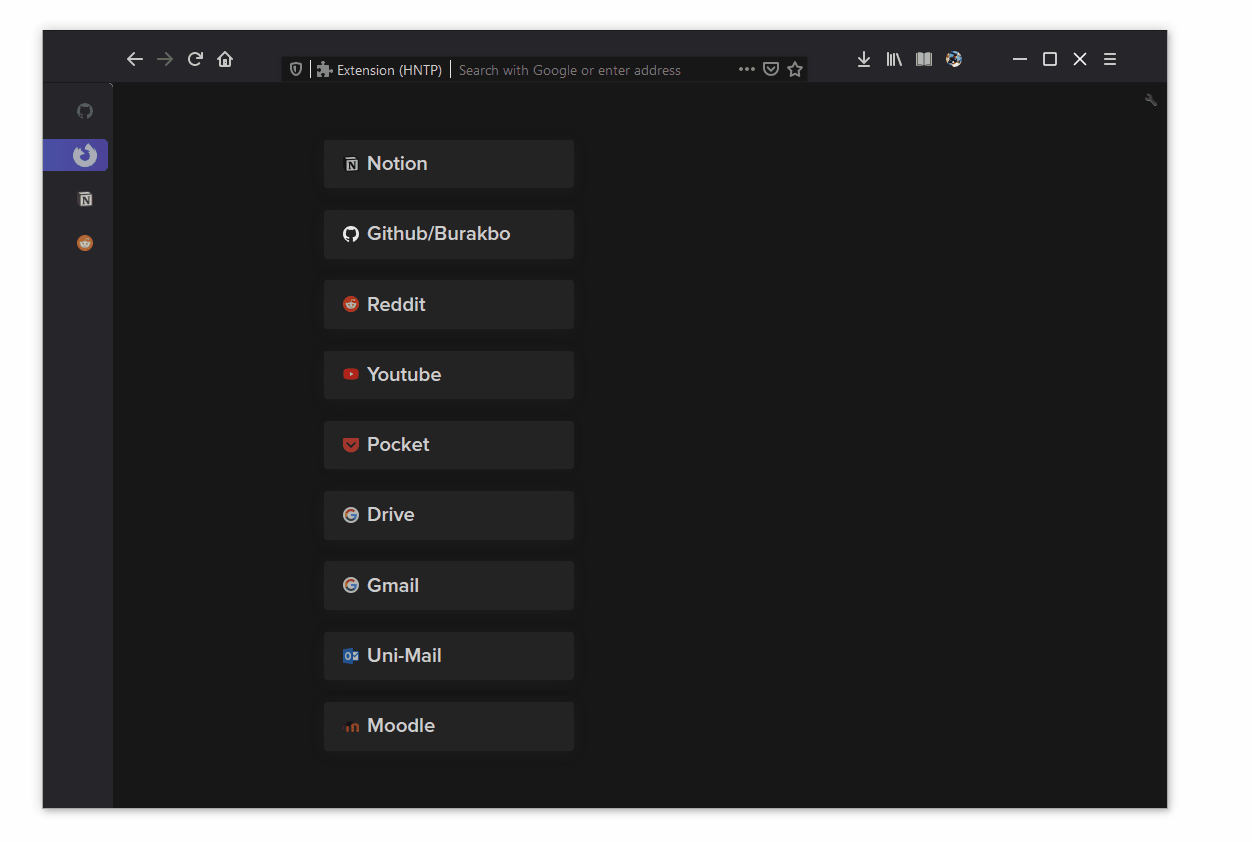 Extension (HNTP) Search with Google or enter address
Notion
Github/Burakbo
Reddit
Youtube
Pocket
Drive
Gmail
Uni-Mail
Moodle